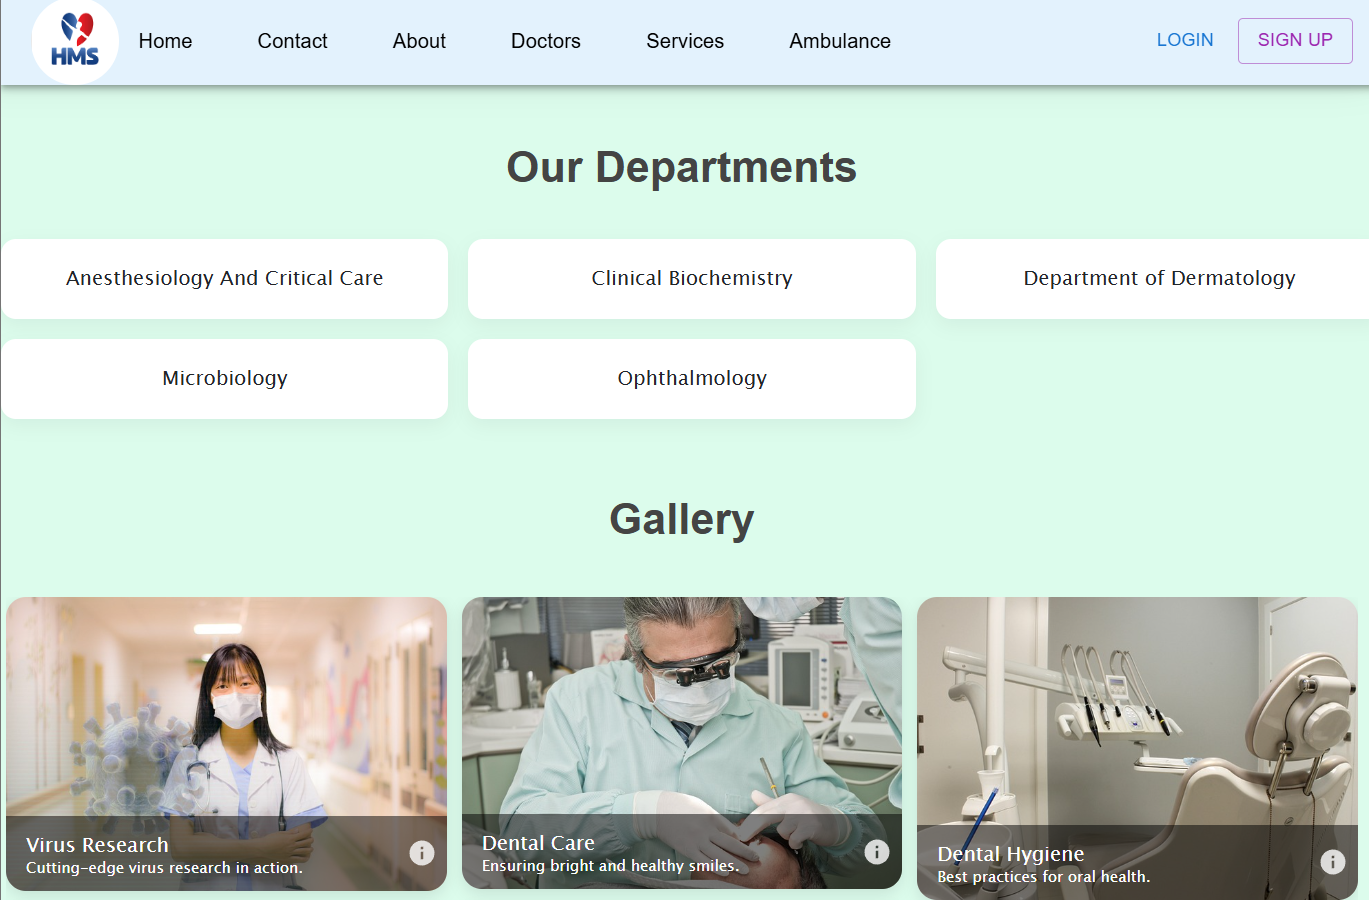 HMS
Home
Contact
About
Doctors
Services
Ambulance
LOGIN
SIGN UP
Our Departments
Anesthesiology And Critical Care
Clinical Biochemistry
Department of Dermatology
Microbiology
Ophthalmology
Gallery
Virus Research
Cutting-edge virus research in action.
Dental Care
Ensuring bright and healthy smiles.
Dental Hygiene
Best practices for oral health.